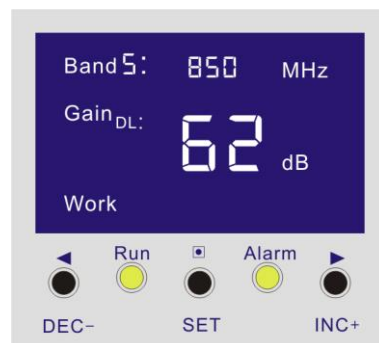 Band 5: 850 MHz
Gain DL: 62 dB
Work
Run Alarm
DEC- SET INC+